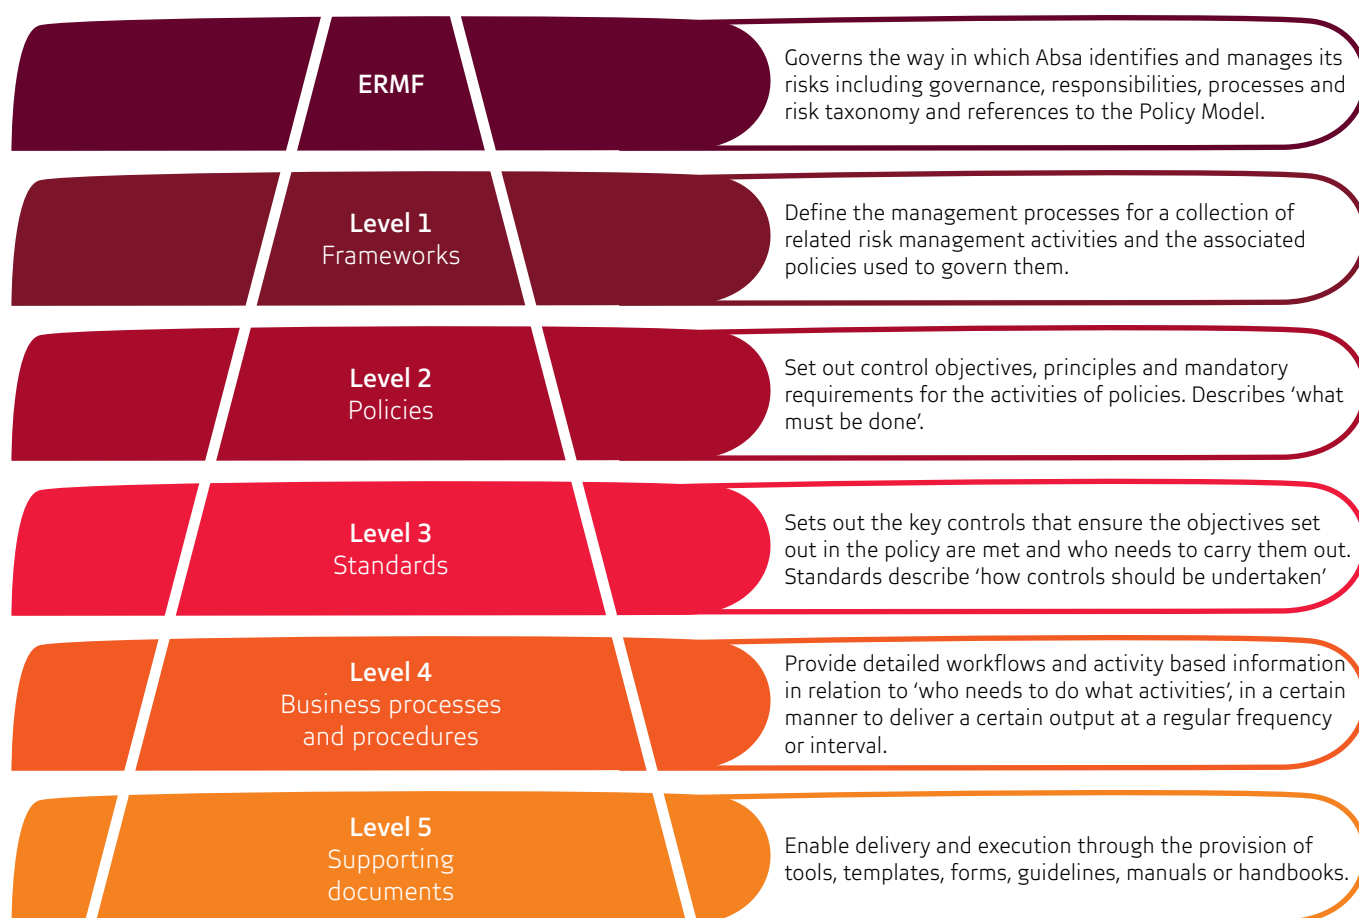 ERMF
Governs the way in which Absa identifies and manages its
risks including governance, responsibilities, processes and
risk taxonomy and references to the Policy Model.
Level 1
Frameworks
Define the management processes for a collection of
related risk management activities and the associated
policies used to govern them.
Level 2
Policies
Set out control objectives, principles and mandatory
requirements for the activities of policies. Describes ‘what
must be done’.
Level 3
Standards
Sets out the key controls that ensure the objectives set
out in the policy are met and who needs to carry them out.
Standards describe ‘how controls should be undertaken’
Level 4
Business processes
and procedures
Provide detailed workflows and activity based information
in relation to ‘who needs to do what activities’, in a certain
manner to deliver a certain output at a regular frequency
or interval.
Level 5
Supporting
documents
Enable delivery and execution through the provision of
tools, templates, forms, guidelines, manuals or handbooks.